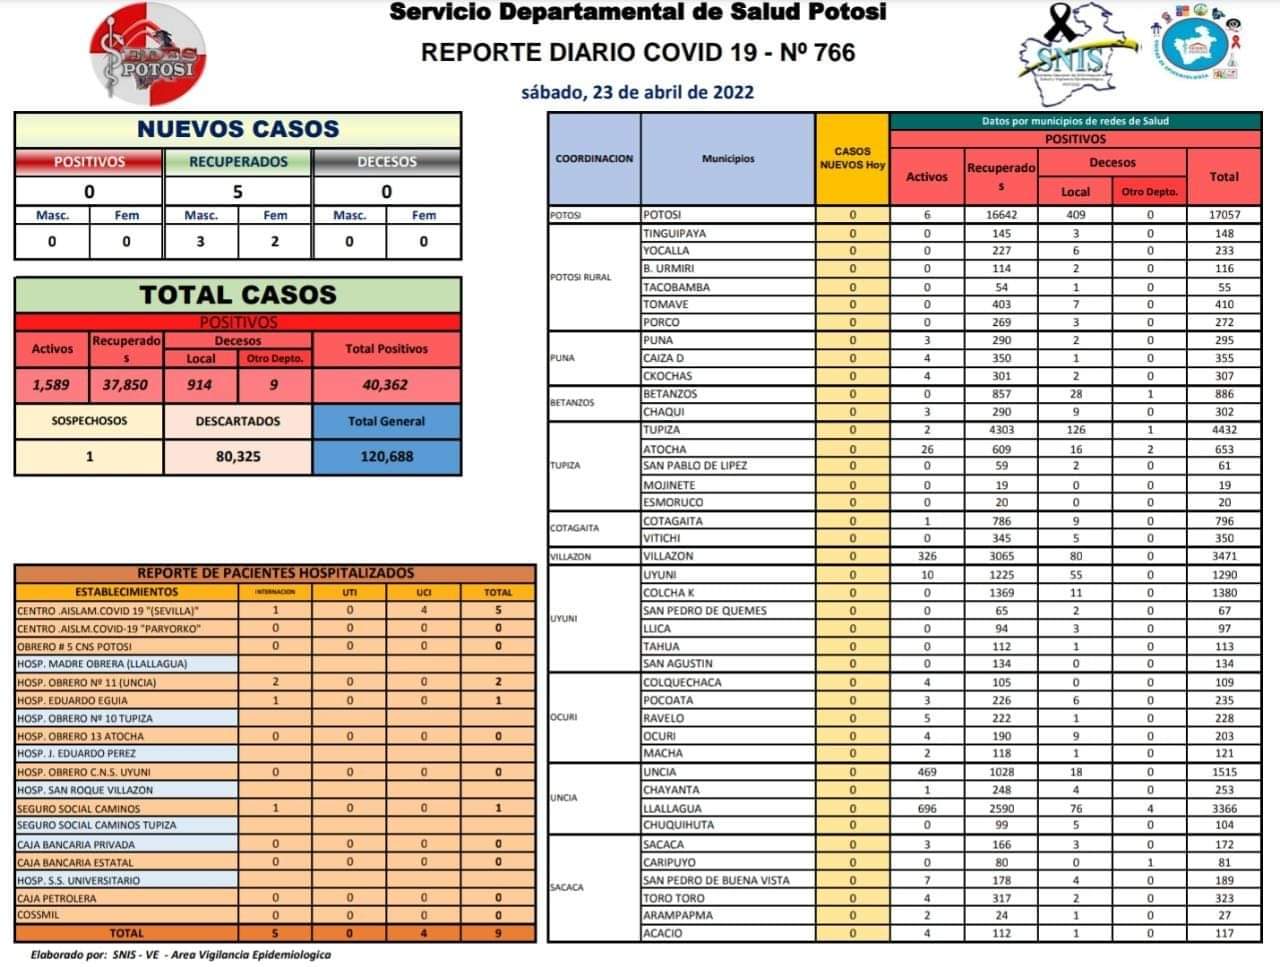 Servicio Departamental de Salud Potosi
REPORTE DIARIO COVID 19 - Nº 766
sábado, 23 de abril de 2022
EDES
POTOSI
SNIS
NUEVOS CASOS
POSITIVOS RECUPERADOS DECESOS
0 5 0
Masc. Fem Masc. Fem Masc. Fem
0 0 3 2 0 0
TOTAL CASOS
POSITIVOS
Activos Recuperados Decesos Total Positivos
Local Otro Depto.
1,589 37,850 914 9 40,362
SOSPECHOSOS DESCARTADOS Total General
1 80,325 120,688
REPORTE DE PACIENTES HOSPITALIZADOS
ESTABLECIMIENTOS INTERNACION UTI UCI TOTAL
CENTRO .AISLAM.COVID 19 "(SEVILLA)" 1 0 4 5
CENTRO .AISLM.COVID-19 "PARYORKO" 0 0 0 0
OBRERO # 5 CNS POTOSI 0 0 0 0
HOSP. MADRE OBRERA (LLALLAGUA)
HOSP. OBRERO Nº 11 (UNCIA) 2 0 0 2
HOSP. EDUARDO EGUIA 1 0 0 1
HOSP. OBRERO Nº 10 TUPIZA
HOSP. OBRERO 13 ATOCHA 0 0 0 0
HOSP. J. EDUARDO PEREZ
HOSP. OBRERO C.N.S. UYUNI 0 0 0 0
HOSP. SAN ROQUE VILLAZON
SEGURO SOCIAL CAMINOS 1 0 0 1
SEGURO SOCIAL CAMINOS TUPIZA
CAJA BANCARIA PRIVADA 0 0 0 0
CAJA BANCARIA ESTATAL 0 0 0 0
HOSP. S.S. UNIVERSITARIO
CAJA PETROLERA 0 0 0 0
COSSMIL 0 0 0 0
TOTAL 5 0 4 9
Elaborado por: SNIS - VE - Area Vigilancia Epidemiologica
Datos por municipios de redes de Salud
COORDINACION Municipios CASOS NUEVOS Hoy POSITIVOS
Activos Recuperados Decesos Total
Local Otro Depto.
POTOSI POTOSI 0 6 16642 409 0 17057
POTOSI RURAL
TINGUIPAYA 0 0 145 3 0 148
YOCALLA 0 0 227 6 0 233
B. URMIRI 0 0 114 2 0 116
TACOBAMBA 0 0 54 1 0 55
TOMAVE 0 0 403 7 0 410
PORCO 0 0 269 3 0 272
PUNA
PUNA 0 3 290 2 0 295
CAIZA D 0 4 350 1 0 355
CKOCHAS 0 4 301 2 0 307
BETANZOS
BETANZOS 0 0 857 28 1 886
CHAQUI 0 3 290 9 0 302
TUPIZA
TUPIZA 0 2 4303 126 1 4432
ATOCHA 0 26 609 16 2 653
SAN PABLO DE LIPEZ 0 0 59 2 0 61
MOJINETE 0 0 19 0 0 19
ESMORUCO 0 0 20 0 0 20
COTAGAITA
COTAGAITA 0 1 786 9 0 796
VITICHI 0 0 345 5 0 350
VILLAZON VILLAZON 0 326 3065 80 0 3471
UYUNI
UYUNI 0 10 1225 55 0 1290
COLCHA K 0 0 1369 11 0 1380
SAN PEDRO DE QUEMES 0 0 65 2 0 67
LLICA 0 0 94 3 0 97
TAHUA 0 0 112 1 0 113
SAN AGUSTIN 0 0 134 0 0 134
OCURI
COLQUECHACA 0 4 105 0 0 109
POCOATA 0 3 226 6 0 235
RAVELO 0 5 222 1 0 228
OCURI 0 4 190 9 0 203
MACHA 0 2 118 1 0 121
UNCIA
UNCIA 0 469 1028 18 0 1515
CHAYANTA 0 1 248 4 0 253
LLALLAGUA 0 696 2590 76 4 3366
CHUQUIHUTA 0 0 99 5 0 104
SACACA
SACACA 0 3 166 3 0 172
CARIPUYO 0 0 80 0 1 81
SAN PEDRO DE BUENA VISTA 0 7 178 4 0 189
TORO TORO 0 4 317 2 0 323
ARAMPAPMA 0 2 24 1 0 27
ACACIO 0 4 112 1 0 117